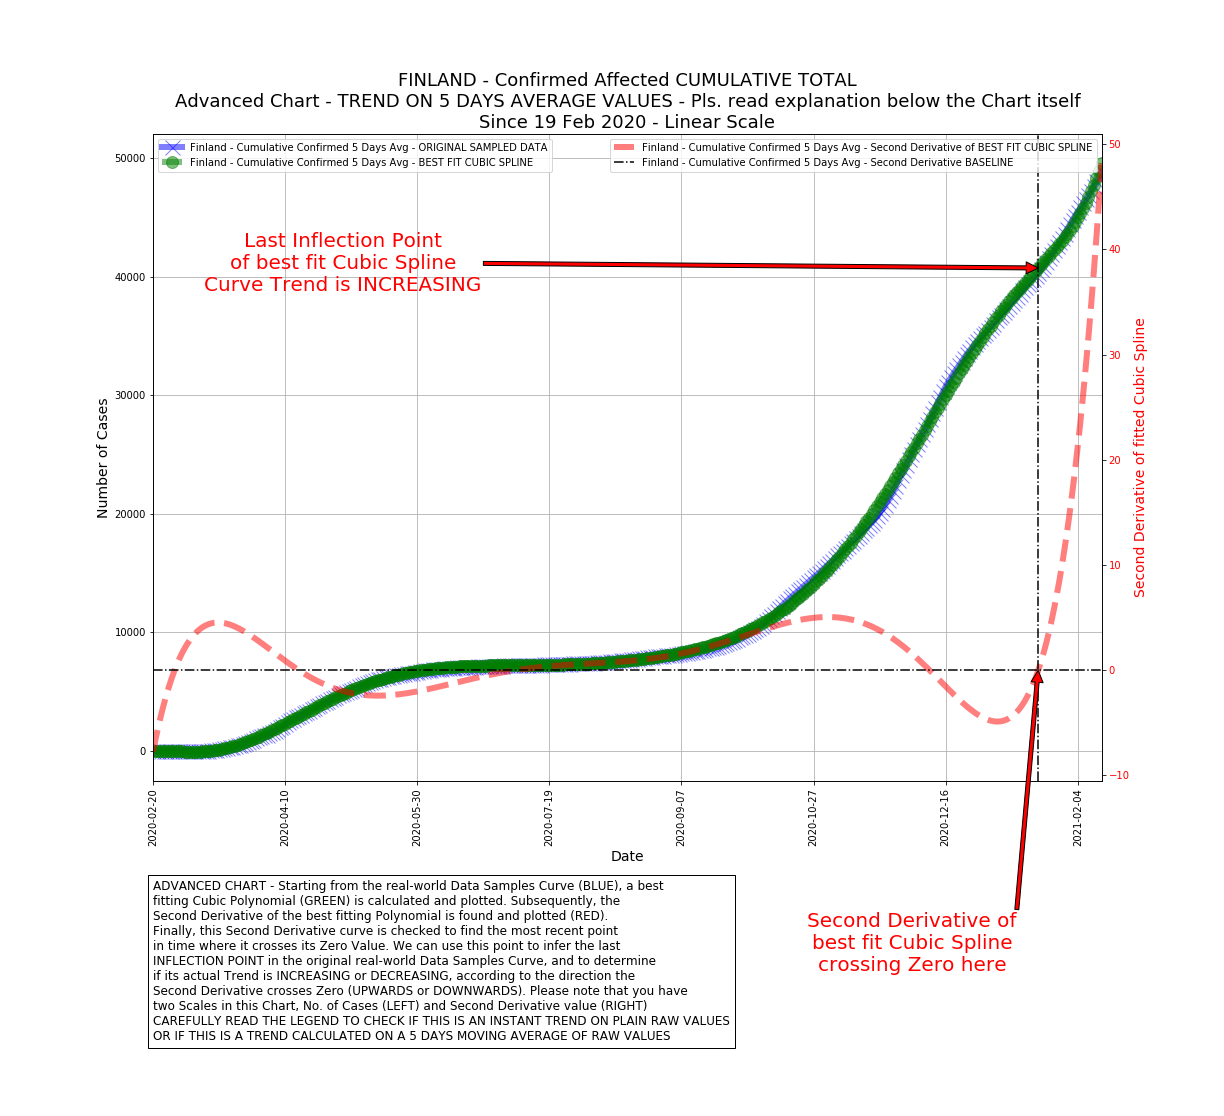 FINLAND - Confirmed Affected CUMULATIVE TOTAL
Advanced Chart - TREND ON 5 DAYS AVERAGE VALUES - Pls. read explanation below the Chart itself
Since 19 Feb 2020 - Linear Scale
Finland - Cumulative Confirmed 5 Days Avg - ORIGINAL SAMPLED DATA
Finland - Cumulative Confirmed 5 Days Avg - BEST FIT CUBIC SPLINE
Finland - Cumulative Confirmed 5 Days Avg - Second Derivative of BEST FIT CUBIC SPLINE
Finland - Cumulative Confirmed 5 Days Avg - Second Derivative BASELINE
Last Inflection Point
of best fit Cubic Spline
Curve Trend is INCREASING
Number of Cases
50000
40000
30000
20000
10000
0
Second Derivative of fitted Cubic Spline
50
40
30
20
10
0
−10
2020-02-20
2020-04-10
2020-05-30
2020-07-19
2020-09-07
2020-10-27
2020-12-16
2021-02-04
Date
ADVANCED CHART - Starting from the real-world Data Samples Curve (BLUE), a best
fitting Cubic Polynomial (GREEN) is calculated and plotted. Subsequently, the
Second Derivative of the best fitting Polynomial is found and plotted (RED).
Finally, this Second Derivative curve is checked to find the most recent point
in time where it crosses its Zero Value. We can use this point to infer the last
INFLECTION POINT in the original real-world Data Samples Curve, and to determine
if its actual Trend is INCREASING or DECREASING, according to the direction the
Second Derivative crosses Zero (UPWARDS or DOWNWARDS). Please note that you have
two Scales in this Chart, No. of Cases (LEFT) and Second Derivative value (RIGHT)
CAREFULLY READ THE LEGEND TO CHECK IF THIS IS AN INSTANT TREND ON PLAIN RAW VALUES
OR IF THIS IS A TREND CALCULATED ON A 5 DAYS MOVING AVERAGE OF RAW VALUES
Second Derivative of
best fit Cubic Spline
crossing Zero here